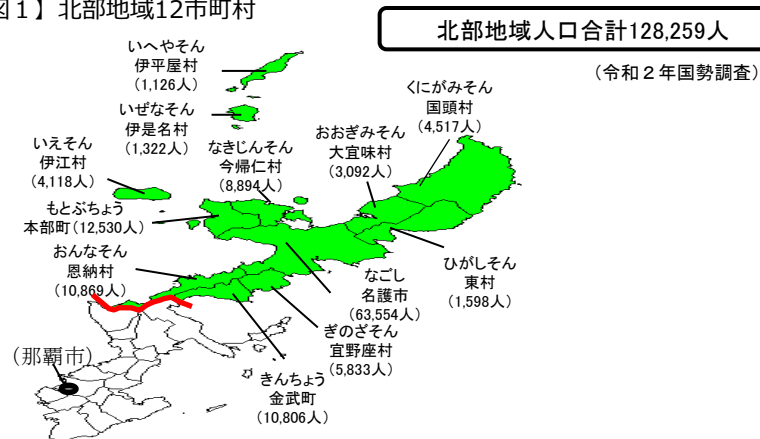 図1】北部地域12市町村
北部地域人口合計128,259人
（令和２年国勢調査）
いへやそん
伊平屋村
（1,126人）
いぜなそん
伊是名村
（1,322人）
くにがみそん
国頭村
（4,517人）
おおぎみそん
大宜味村
（3,092人）
いえそん
伊江村
（4,118人）
なきじんそん
今帰仁村
（8,894人）
もとぶちょう
本部町（12,530人）
おんなそん
恩納村
（10,869人）
ひがしそん
東村
（1,598人）
なごし
名護市
（63,554人）
ぎのざそん
宜野座村
（5,833人）
（那覇市）
きんちょう
金武町
（10,806人）